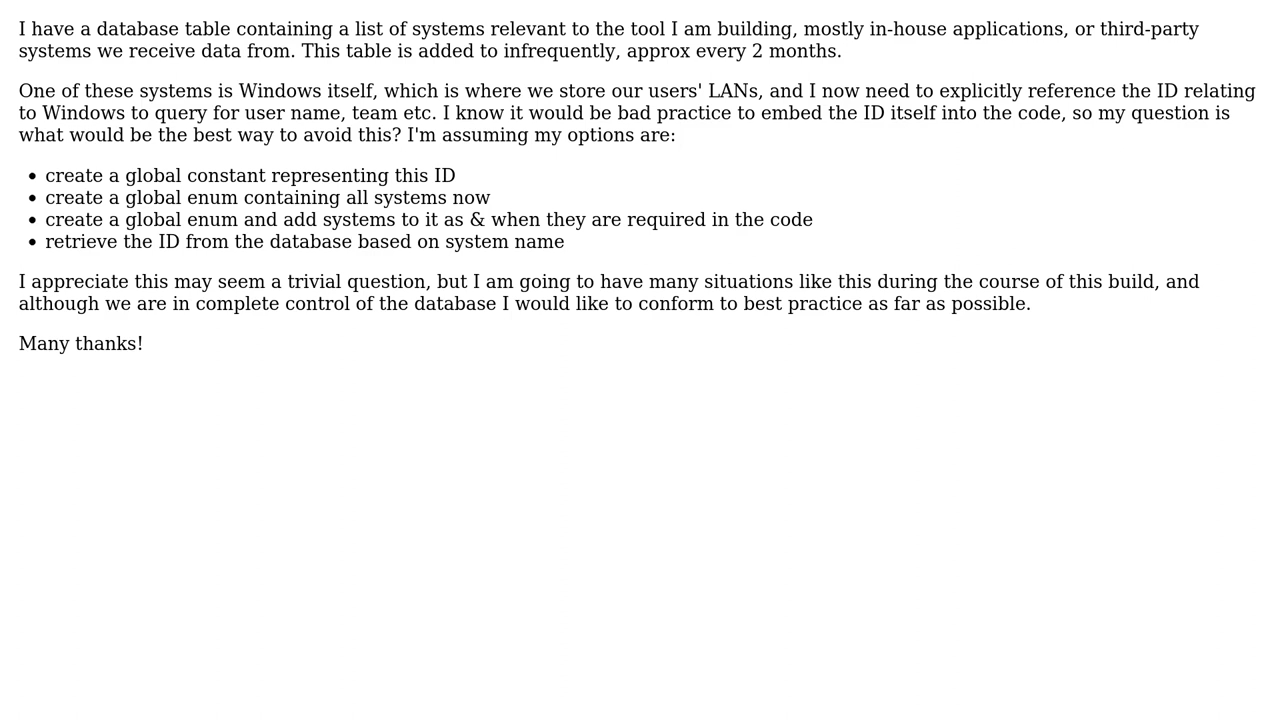 I have a database table containing a list of systems relevant to the tool I am building, mostly in-house applications, or third-party
systems we receive data from. This table is added to infrequently, approx every 2 months.
One of these systems is Windows itself, which is where we store our users' LANs, and I now need to explicitly reference the ID relating
to Windows to query for user name, team etc. I know it would be bad practice to embed the ID itself into the code, so my question is
what would be the best way to avoid this? I'm assuming my options are:
• create a global constant representing this ID
• create a global enum containing all systems now
• create a global enum and add systems to it as & when they are required in the code
• retrieve the ID from the database based on system name
I appreciate this may seem a trivial question, but I am going to have many situations like this during the course of this build, and
although we are in complete control of the database I would like to conform to best practice as far as possible.
Many thanks!